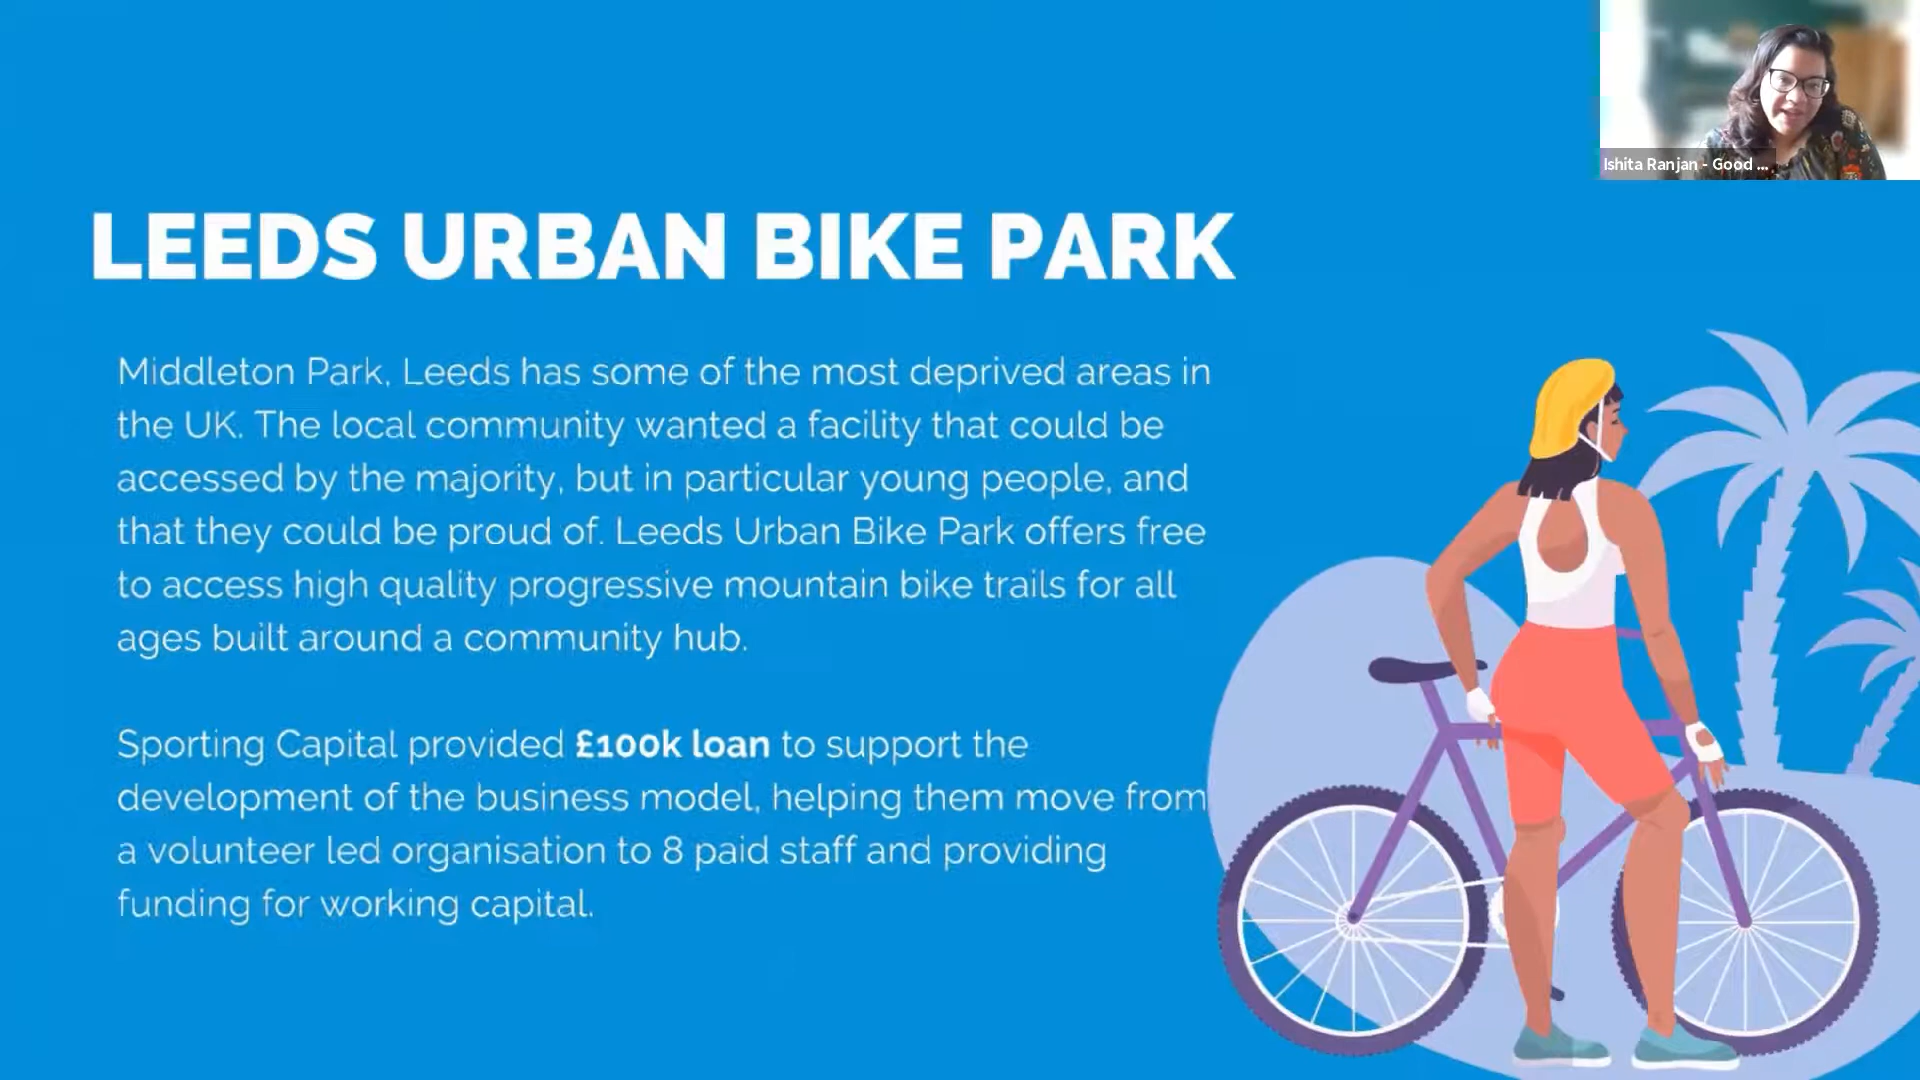 Ishita Ranjan - Good ...
LEEDS URBAN BIKE PARK
Middleton Park, Leeds has some of the most deprived areas in
the UK. The local community wanted a facility that could be
accessed by the majority, but in particular young people, and
that they could be proud of. Leeds Urban Bike Park offers free
to access high quality progressive mountain bike trails for all
ages built around a community hub.
Sporting Capital provided £100k loan to support the
development of the business model, helping them move from
a volunteer led organisation to 8 paid staff and providing
funding for working capital.